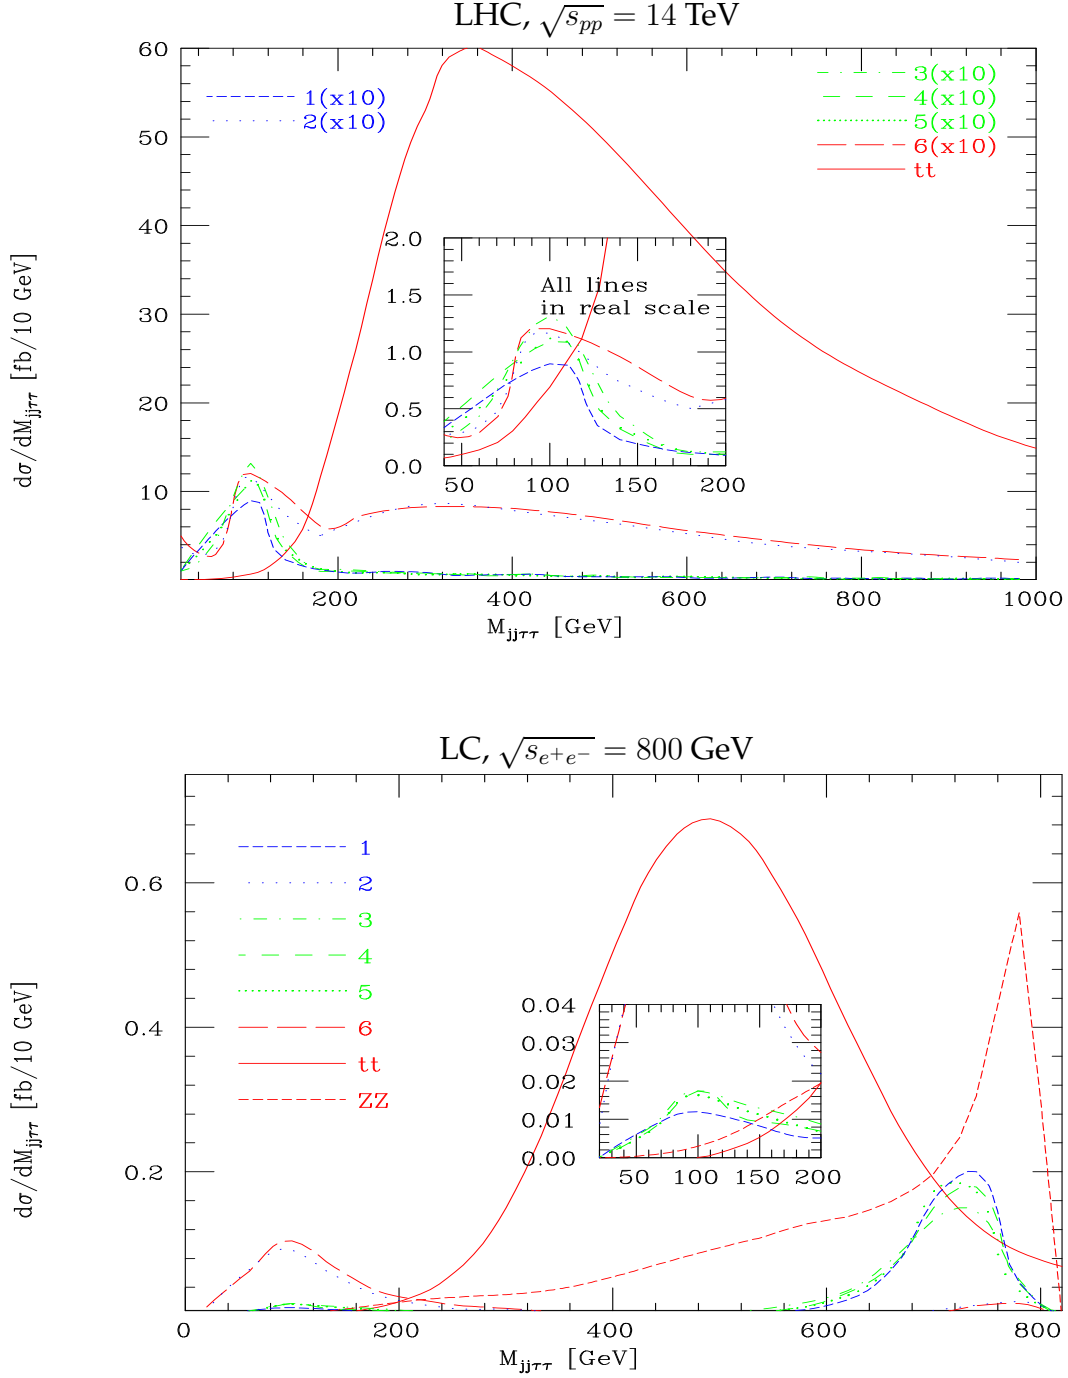 LHC, √s_pp = 14 TeV
60
50
40
30
20
10
dσ/dM_jjττ [fb/10 GeV]
1(x10)
2(x10)
3(x10)
4(x10)
5(x10)
6(x10)
tt
2.0
1.5
1.0
0.5
0.0
All lines
in real scale
50 100 150 200
200 400 600 800 1000
M_jjττ [GeV]
LC, √s_e⁺e⁻ = 800 GeV
0.6
0.4
0.2
dσ/dM_jjττ [fb/10 GeV]
1
2
3
4
5
6
tt
ZZ
0.04
0.03
0.02
0.01
0.00
50 100 150 200
0 200 400 600 800
M_jjττ [GeV]